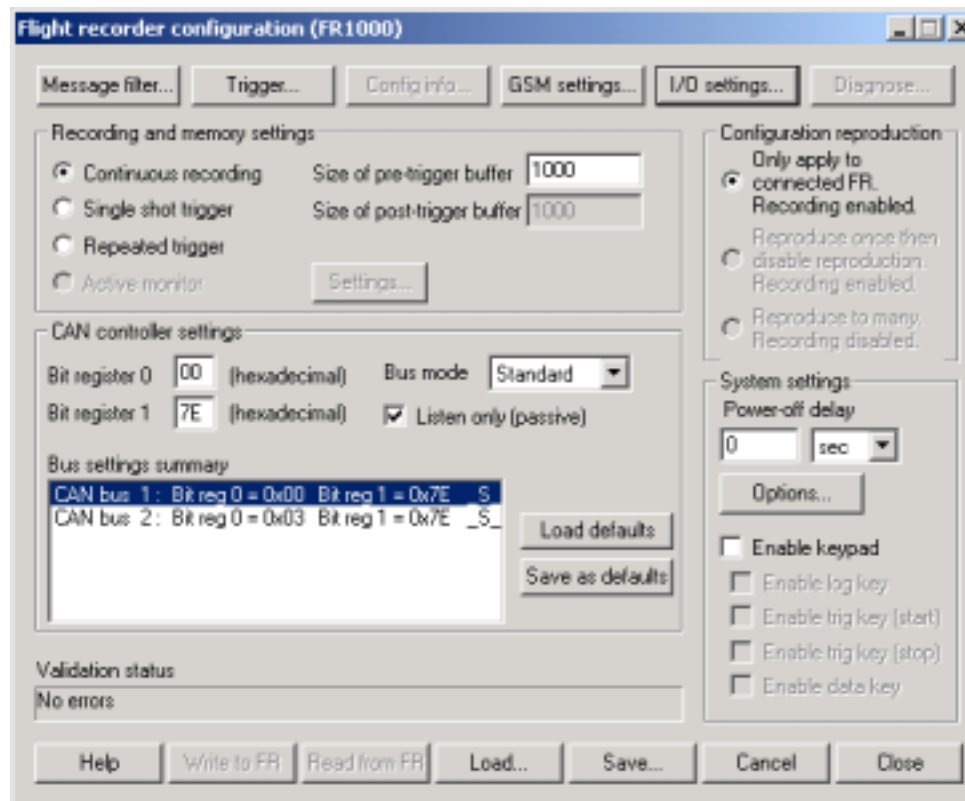 Flight recorder configuration (FR1000)
Message filter... Trigger... Config info... GSM settings... I/O settings... Diagnose...
Recording and memory settings
Continuous recording
Single shot trigger
Repeated trigger
Active monitor
Size of pre-trigger buffer 1000
Size of post-trigger buffer 1000
Settings...
Configuration reproduction
Only apply to
connected FR.
Recording enabled.
Reproduce once then
disable reproduction.
Recording enabled.
Reproduce to many.
Recording disabled.
CAN controller settings
Bit register 0 00 (hexadecimal) Bus mode Standard
Bit register 1 7E (hexadecimal) Listen only (passive)
Bus settings summary
CAN bus 1 : Bit reg 0 = 0x00 Bit reg 1 = 0x7E _S_
CAN bus 2 : Bit reg 0 = 0x03 Bit reg 1 = 0x7E _S_
Load defaults
Save as defaults
System settings
Power-off delay
0 sec
Options...
Enable keypad
Enable log key
Enable trig key (start)
Enable trig key (stop)
Enable data key
Validation status
No errors
Help Write to FR Read from FR Load... Save... Cancel Close